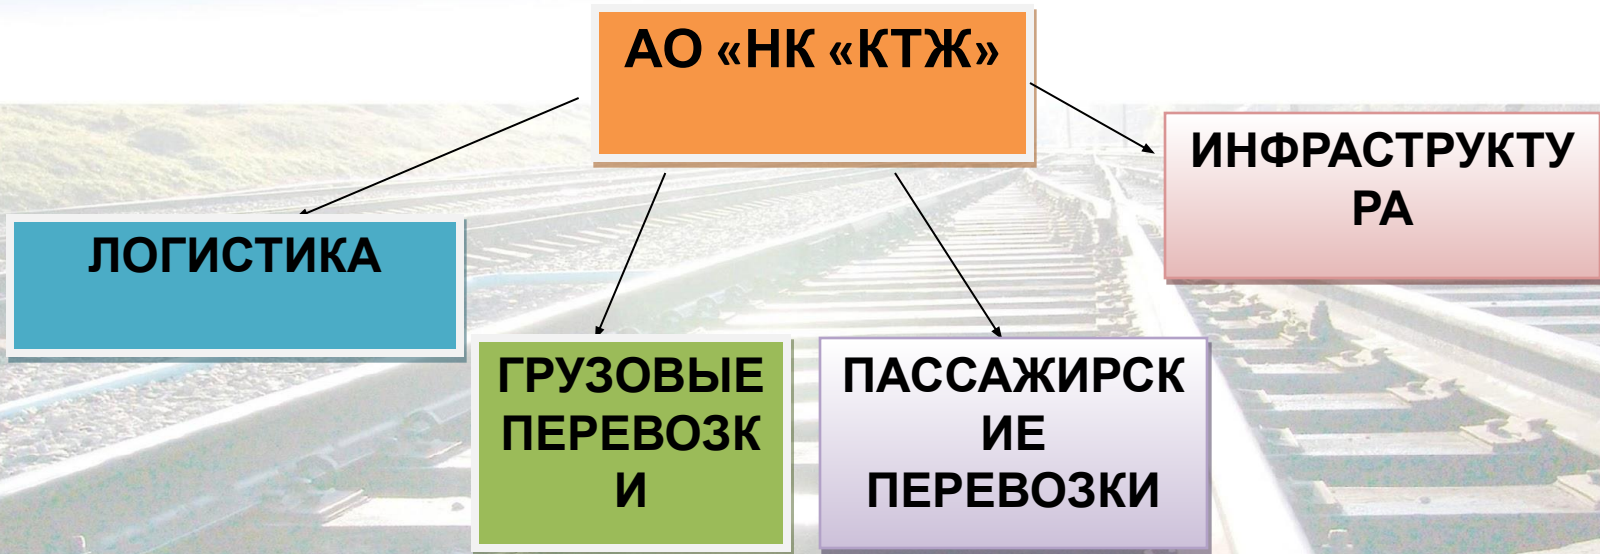 АО «НК «КТЖ»
ИНФРАСТРУКТУ
РА
ЛОГИСТИКА
ГРУЗОВЫЕ
ПЕРЕВОЗК
И
ПАССАЖИРСК
ИЕ
ПЕРЕВОЗКИ